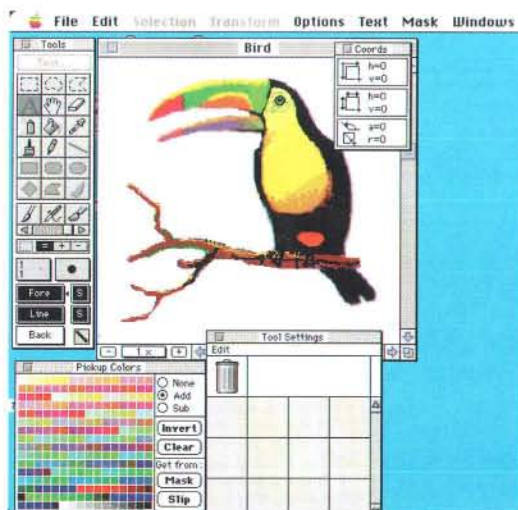 File Edit Selection Transform Options Text Mask Windows
Tools
Text
A
Fore S
Line S
Back
Bird
1x
Coords
h=0
v=0
h=0
v=0
a=0
r=0
Pickup Colors
None
Add
Sub
Invert
Clear
Get from:
Mask
Slip
Tool Settings
Edit